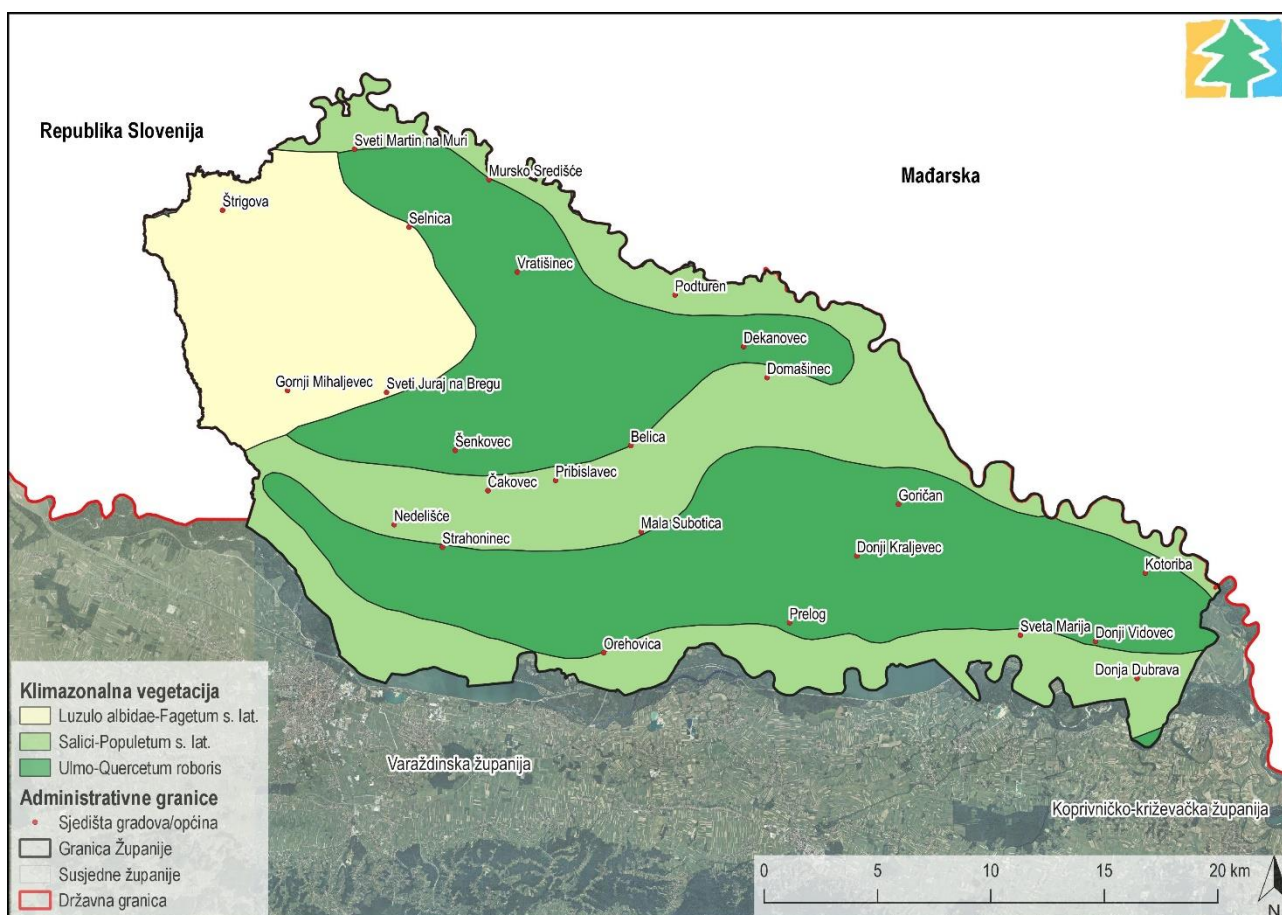 Republika Slovenija
Mađarska
Sveti Martin na Muri
Mursko Središće
Štrigova
Selnica
Vratišinec
Podturen
Dekanovec
Domašinec
Gornji Mihaljevec
Sveti Juraj na Bregu
Šenkovec
Belica
Čakovec
Pribislavec
Goričan
Nedelišće
Strahoninec
Mala Subotica
Donji Kraljevec
Kotoriba
Prelog
Sveta Marija
Donji Vidovec
Orehovica
Donja Dubrava
Varaždinska županija
Koprivničko-križevačka županija
Klimazonalna vegetacija
Luzulo albidae-Fagetum s. lat.
Salici-Populetum s. lat.
Ulmo-Quercetum roboris
Administrativne granice
Sjedišta gradova/općina
Granica Županije
Susjedne županije
Državna granica
0 5 10 15 20 km
N